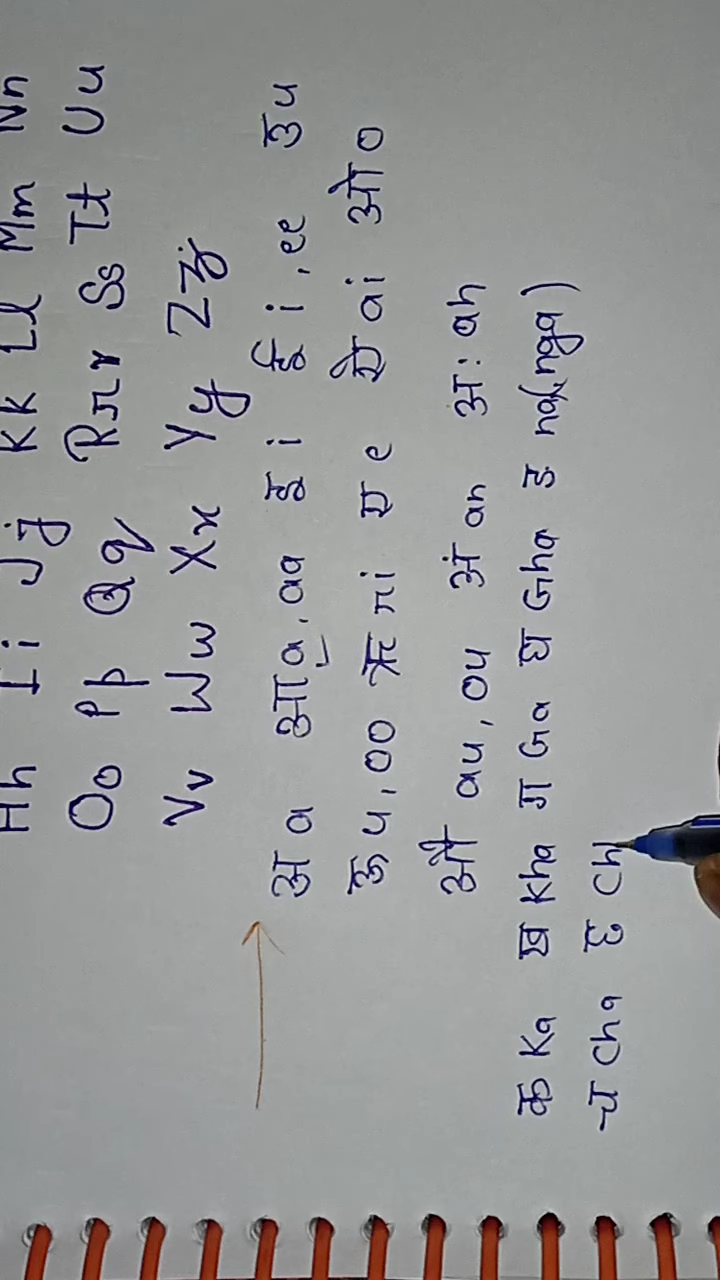 Hh Ii Jj Kk Ll Mm Nn
Oo Pp Qq Rr Ss Tt Uu
Vv Ww Xx Yy Zz
अ a आ a, aa इ i ई i, ee उ u
ऊ u, oo ऋ ri ए e ऐ ai ओ o
औ au, ou अं an अः ah
क Ka ख Kha ग Ga घ Gha ङ na(nga)
च Cha छ Ch